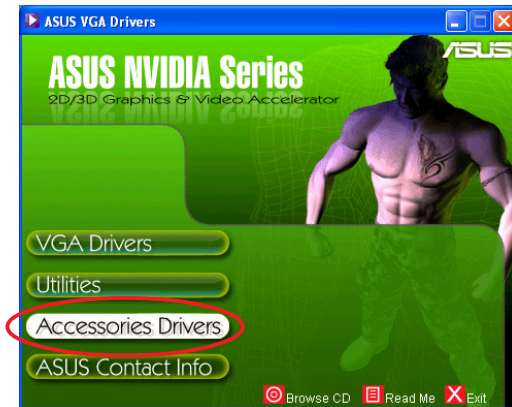 ASUS VGA Drivers
ASUS
ASUS NVIDIA Series
2D/3D Graphics & Video Accelerator
VGA Drivers
Utilities
Accessories Drivers
ASUS Contact Info
Browse CD Read Me Exit